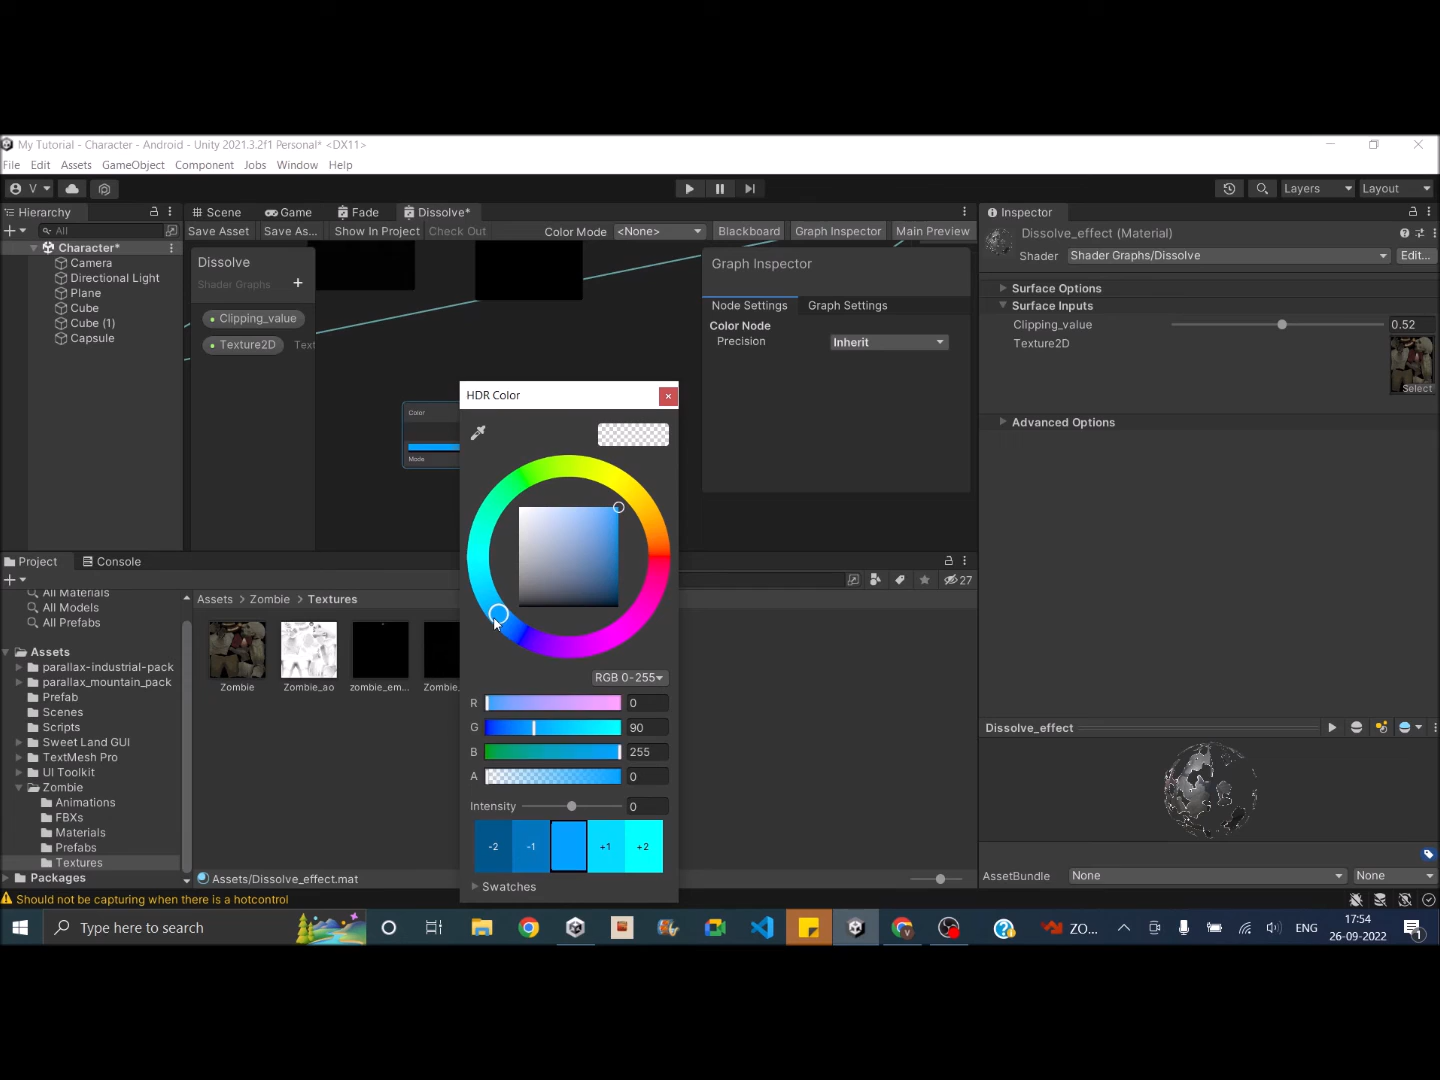 My Tutorial - Character - Android - Unity 2021.3.2f1 Personal* <DX11>
File Edit Assets GameObject Component Jobs Window Help
V Layers Layout
Hierarchy Scene Game Fade Dissolve* Inspector
All Save Asset Save As... Show In Project Check Out Color Mode <None> Blackboard Graph Inspector Main Preview Dissolve_effect (Material)
Character*
Camera
Directional Light
Plane
Cube
Cube (1)
Capsule
Dissolve
Shader Graphs
Clipping_value
Texture2D Text
Graph Inspector
Node Settings Graph Settings
Color Node
Precision Inherit
Shader Shader Graphs/Dissolve Edit...
Surface Options
Surface Inputs
Clipping_value 0.52
Texture2D
Select
Advanced Options
Color
Mode
HDR Color
RGB 0-255
R 0
G 90
B 255
A 0
Intensity 0
-2 -1 +1 +2
Swatches
Project Console
27
All Materials
All Models
All Prefabs
Assets
parallax-industrial-pack
parallax_mountain_pack
Prefab
Scenes
Scripts
Sweet Land GUI
TextMesh Pro
UI Toolkit
Zombie
Animations
FBXs
Materials
Prefabs
Textures
Packages
Assets > Zombie > Textures
Zombie Zombie_ao zombie_em... Zombie_
Assets/Dissolve_effect.mat
Dissolve_effect
AssetBundle None None
Should not be capturing when there is a hotcontrol
Type here to search ZO... ENG 17:54
26-09-2022
1